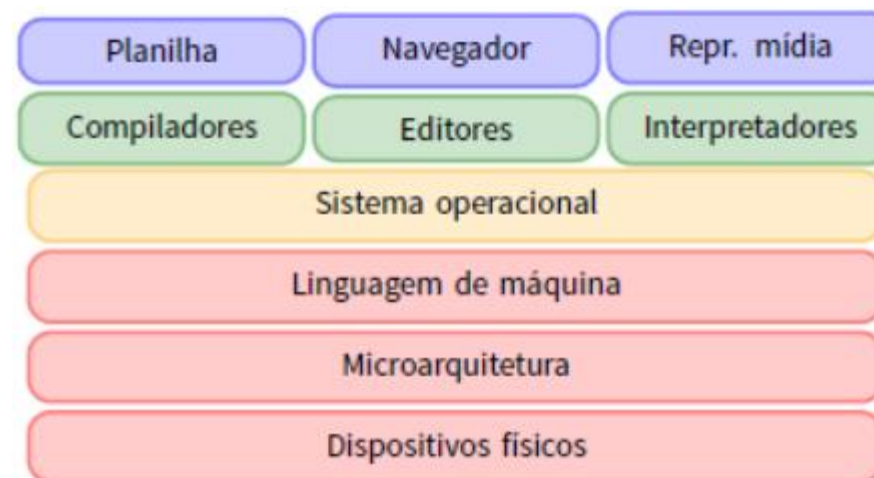 Planilha Navegador Repr. mídia
Compiladores Editores Interpretadores
Sistema operacional
Linguagem de máquina
Microarquitetura
Dispositivos físicos